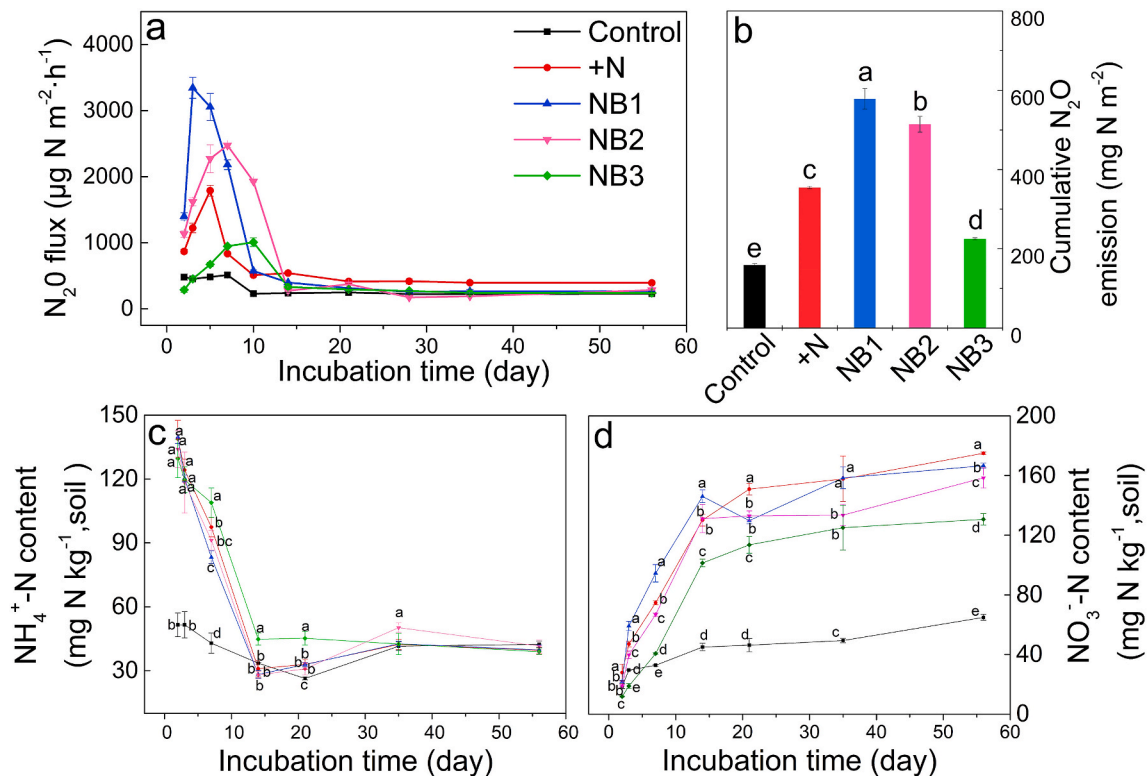 a
Control
+N
NB1
NB2
NB3
4000
3000
2000
1000
0
N₂0 flux (µg N m⁻²·h⁻¹)
0 10 20 30 40 50 60
Incubation time (day)
b
a
b
c
d
e
800
600
400
200
0
Cumulative N₂O
emission (mg N m⁻²)
Control
+N
NB1
NB2
NB3
c
150
120
90
60
30
NH₄⁺-N content
(mg N kg⁻¹,soil)
a
a
a
a
a
a
b
b
b
bc
c
d
a
b
b
b
a
b
b
c
a
0 10 20 30 40 50 60
Incubation time (day)
d
200
160
120
80
40
0
NO₃⁻-N content
(mg N kg⁻¹,soil)
a
b
b
c
a
b
c
d
e
a
b
c
d
e
a
b
b
c
d
a
b
b
c
d
a
a
b
b
c
a
b
c
d
e
0 10 20 30 40 50 60
Incubation time (day)